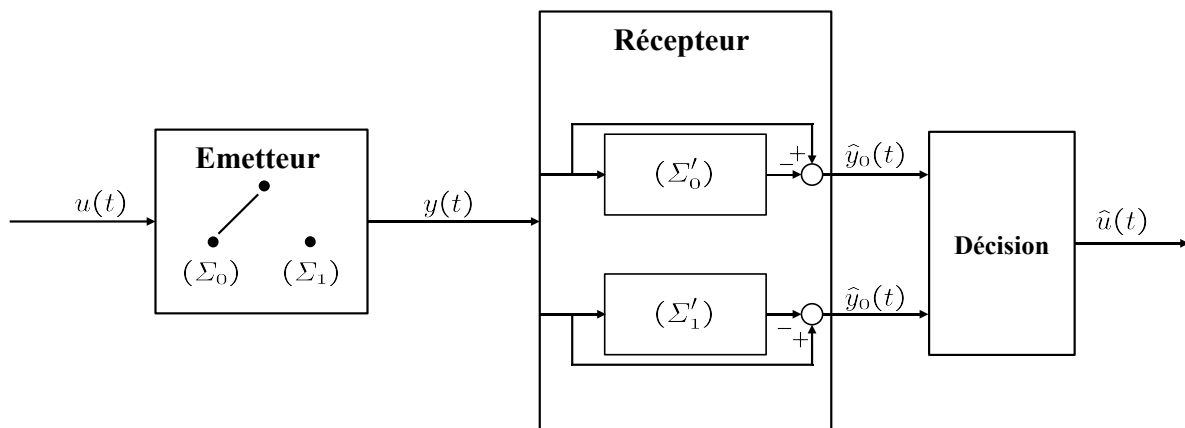 Récepteur
Emetteur
u(t)
(Σ₀)
(Σ₁)
y(t)
(Σ′₀)
− +
ŷ₀(t)
(Σ′₁)
− +
ŷ₀(t)
Décision
û(t)